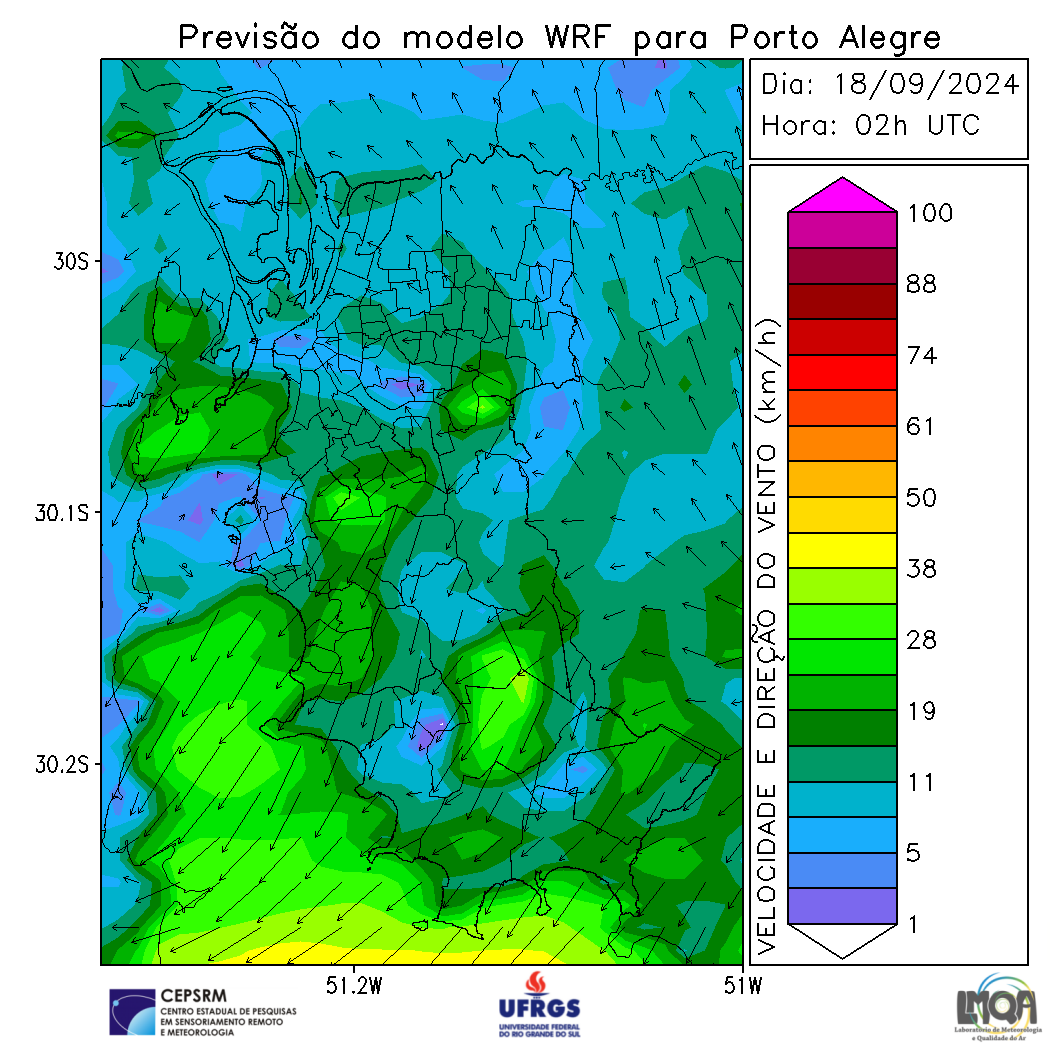 Previsão do modelo WRF para Porto Alegre
Dia: 18/09/2024
Hora: 02h UTC
30S
30.1S
30.2S
51.2W
51W
VELOCIDADE E DIREÇÃO DO VENTO (km/h)
100
88
74
61
50
38
28
19
11
5
1
CEPSRM
CENTRO ESTADUAL DE PESQUISAS
EM SENSORIAMENTO REMOTO
E METEOROLOGIA
UFRGS
UNIVERSIDADE FEDERAL
DO RIO GRANDE DO SUL
LMQA
Laboratório de Meteorologia
e Qualidade do Ar